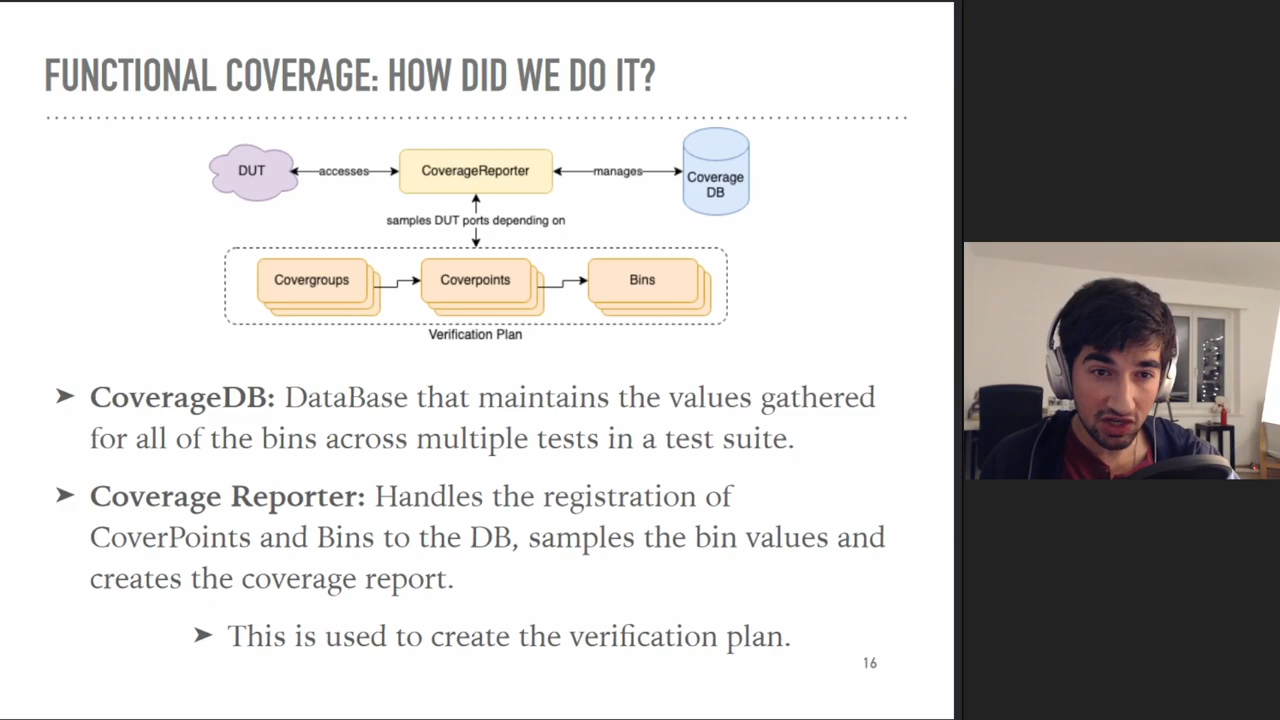 FUNCTIONAL COVERAGE: HOW DID WE DO IT?
DUT
accesses
CoverageReporter
manages
Coverage
DB
samples DUT ports depending on
Covergroups
Coverpoints
Bins
Verification Plan
➤ CoverageDB: DataBase that maintains the values gathered
for all of the bins across multiple tests in a test suite.
➤ Coverage Reporter: Handles the registration of
CoverPoints and Bins to the DB, samples the bin values and
creates the coverage report.
➤ This is used to create the verification plan.
16